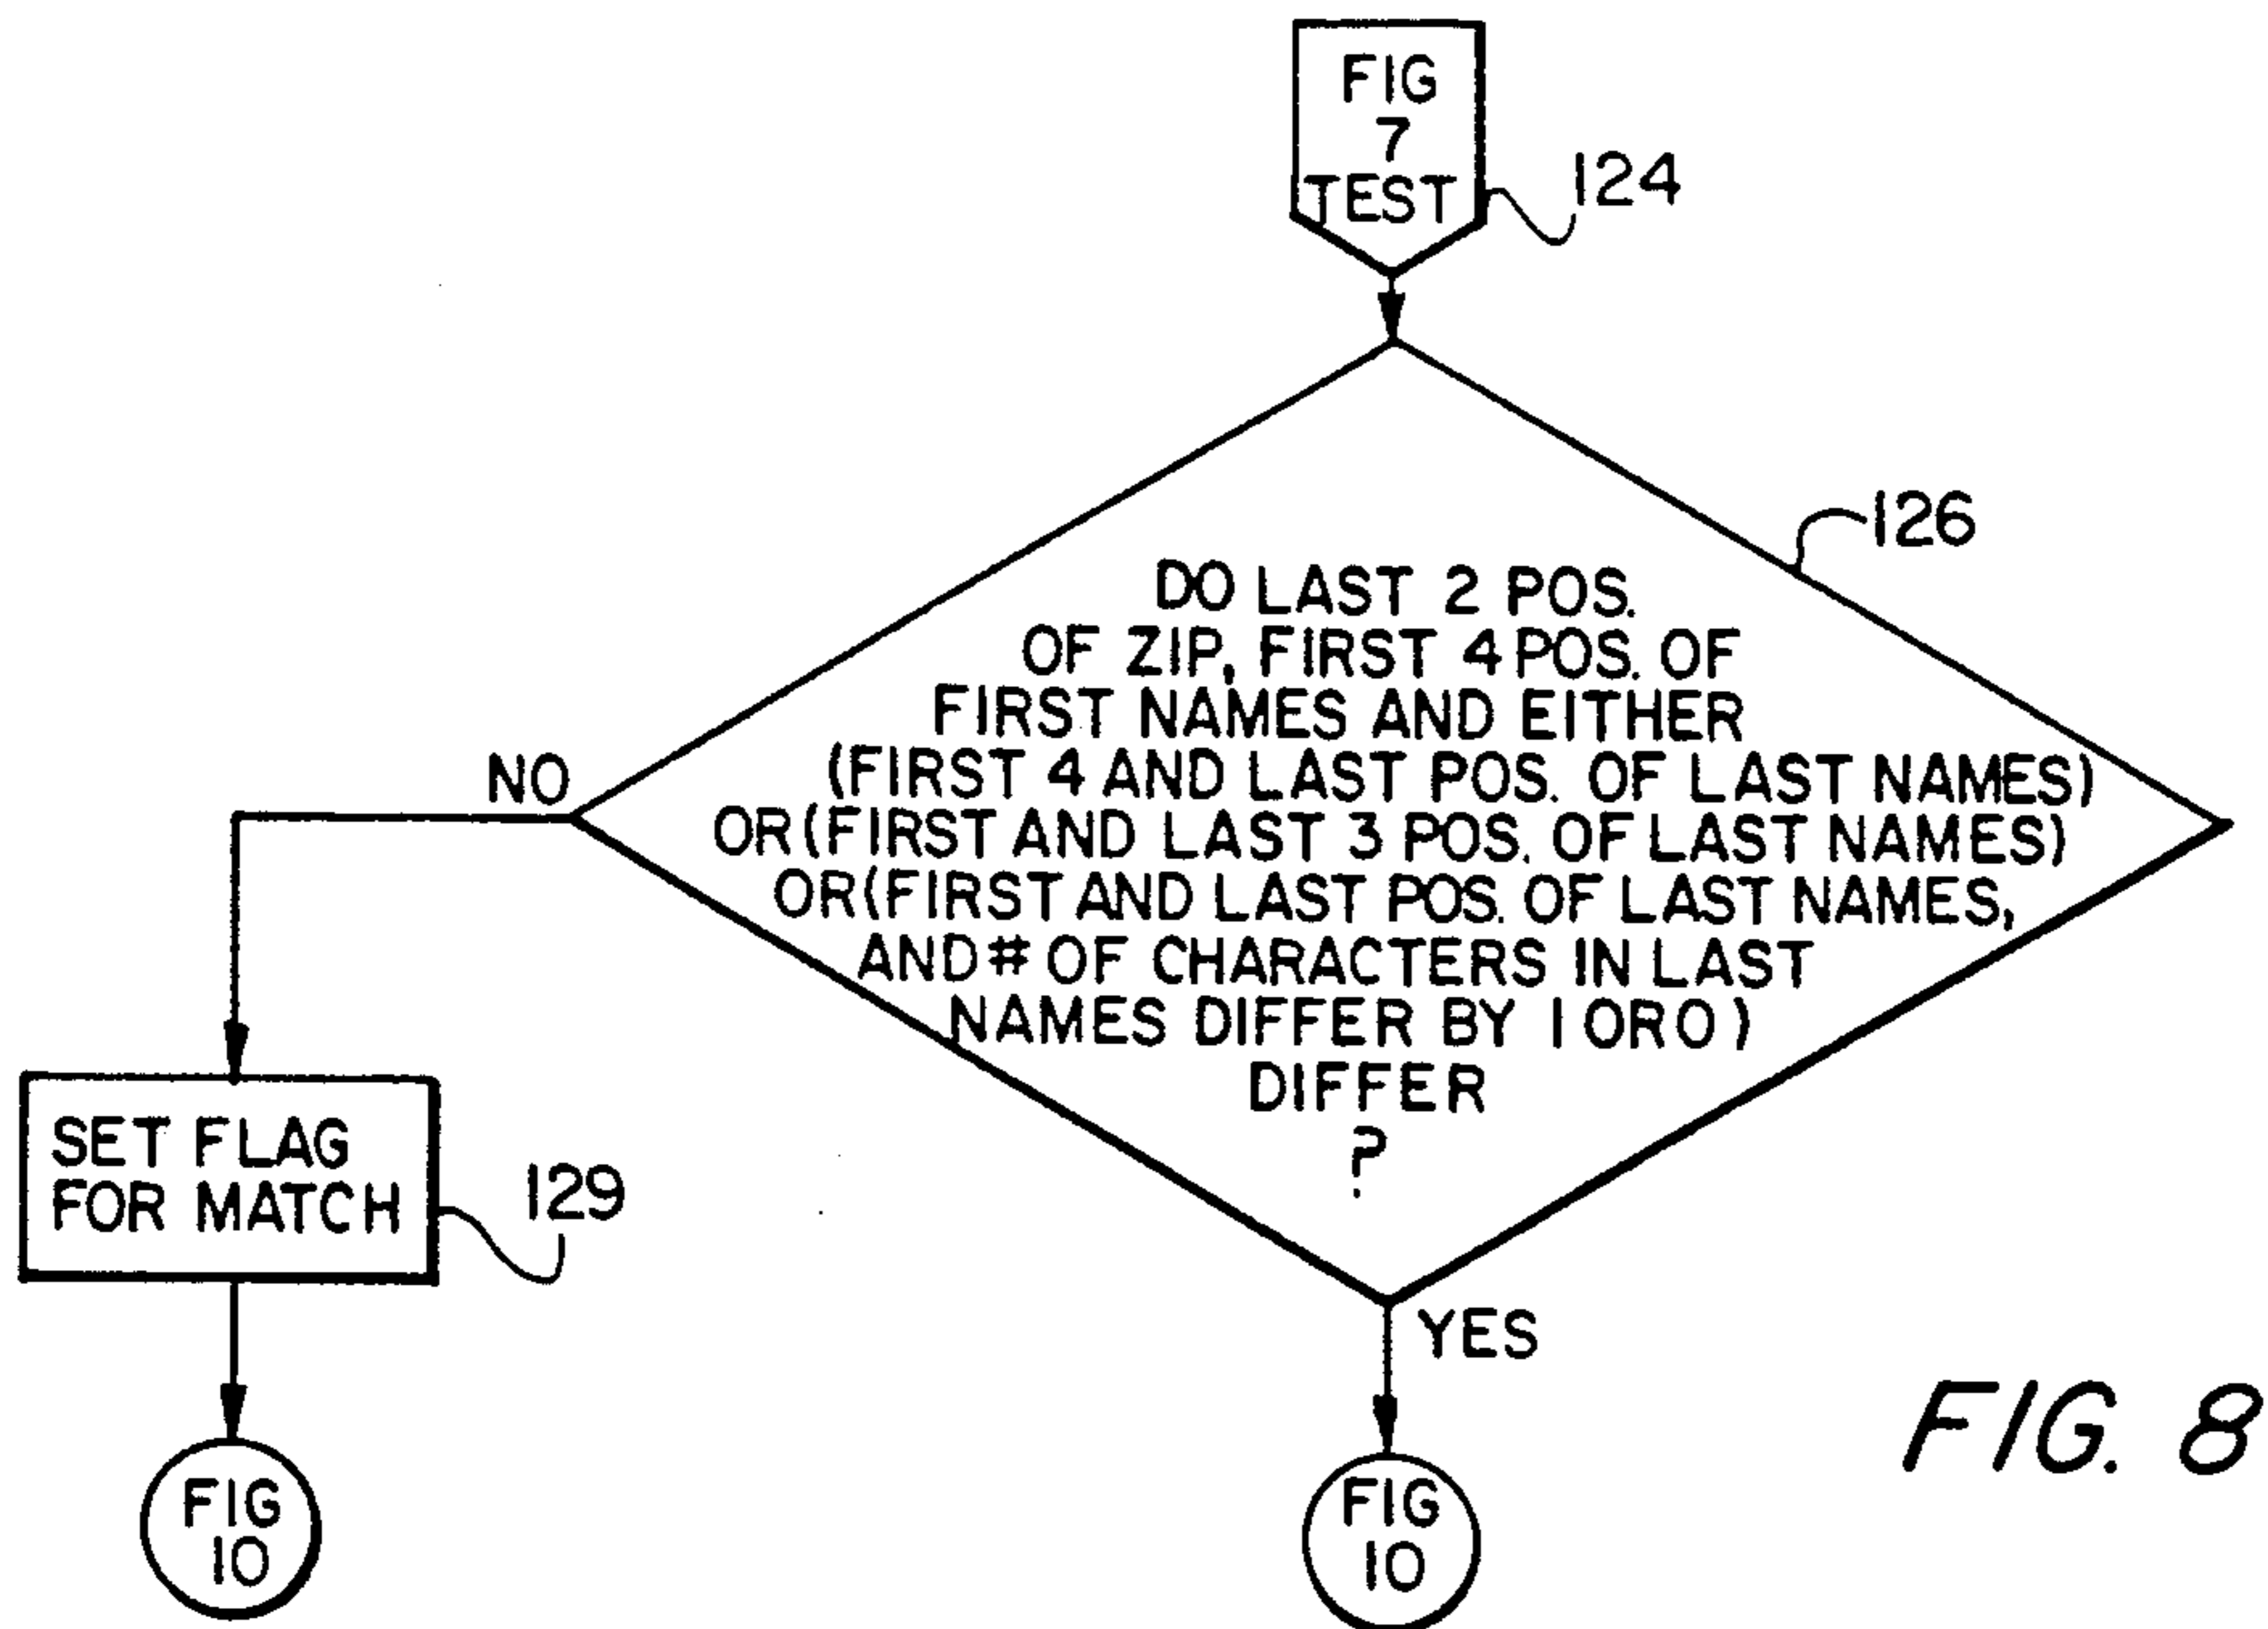 FIG
7
TEST
124
126
DO LAST 2 POS.
OF ZIP, FIRST 4 POS. OF
FIRST NAMES AND EITHER
(FIRST 4 AND LAST POS. OF LAST NAMES)
OR (FIRST AND LAST 3 POS. OF LAST NAMES)
OR (FIRST AND LAST POS. OF LAST NAMES,
AND # OF CHARACTERS IN LAST
NAMES DIFFER BY 1 OR 0)
DIFFER
?
NO
SET FLAG
FOR MATCH
129
YES
FIG
10
FIG
10
FIG. 8